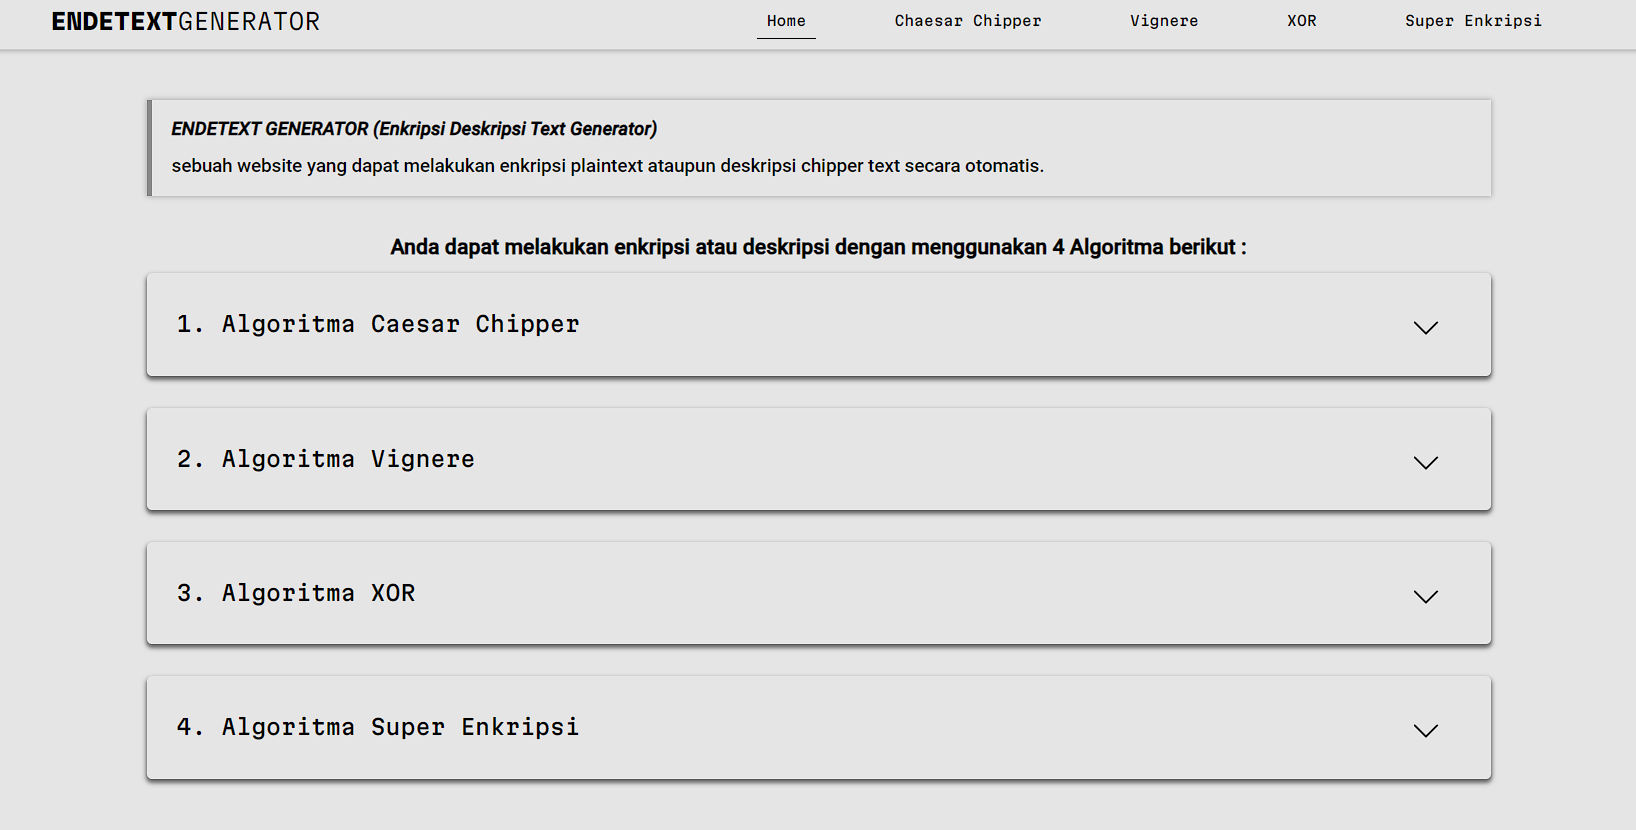 ENDETEXTGENERATOR Home Chaesar Chipper Vignere XOR Super Enkripsi
ENDETEXT GENERATOR (Enkripsi Deskripsi Text Generator)
sebuah website yang dapat melakukan enkripsi plaintext ataupun deskripsi chipper text secara otomatis.
Anda dapat melakukan enkripsi atau deskripsi dengan menggunakan 4 Algoritma berikut :
1. Algoritma Caesar Chipper
2. Algoritma Vignere
3. Algoritma XOR
4. Algoritma Super Enkripsi